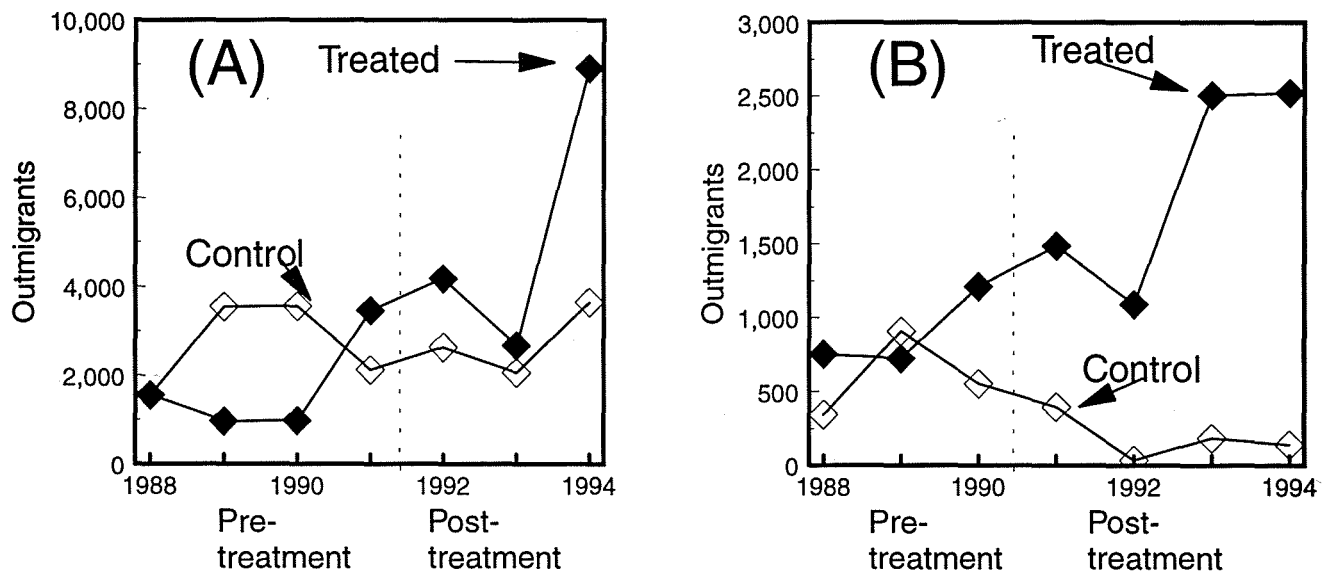 (A)
Treated
Control
Outmigrants
10,000
8,000
6,000
4,000
2,000
0
1988
1990
1992
1994
Pre-
treatment
Post-
treatment
(B)
Treated
Control
Outmigrants
3,000
2,500
2,000
1,500
1,000
500
0
1988
1990
1992
1994
Pre-
treatment
Post-
treatment